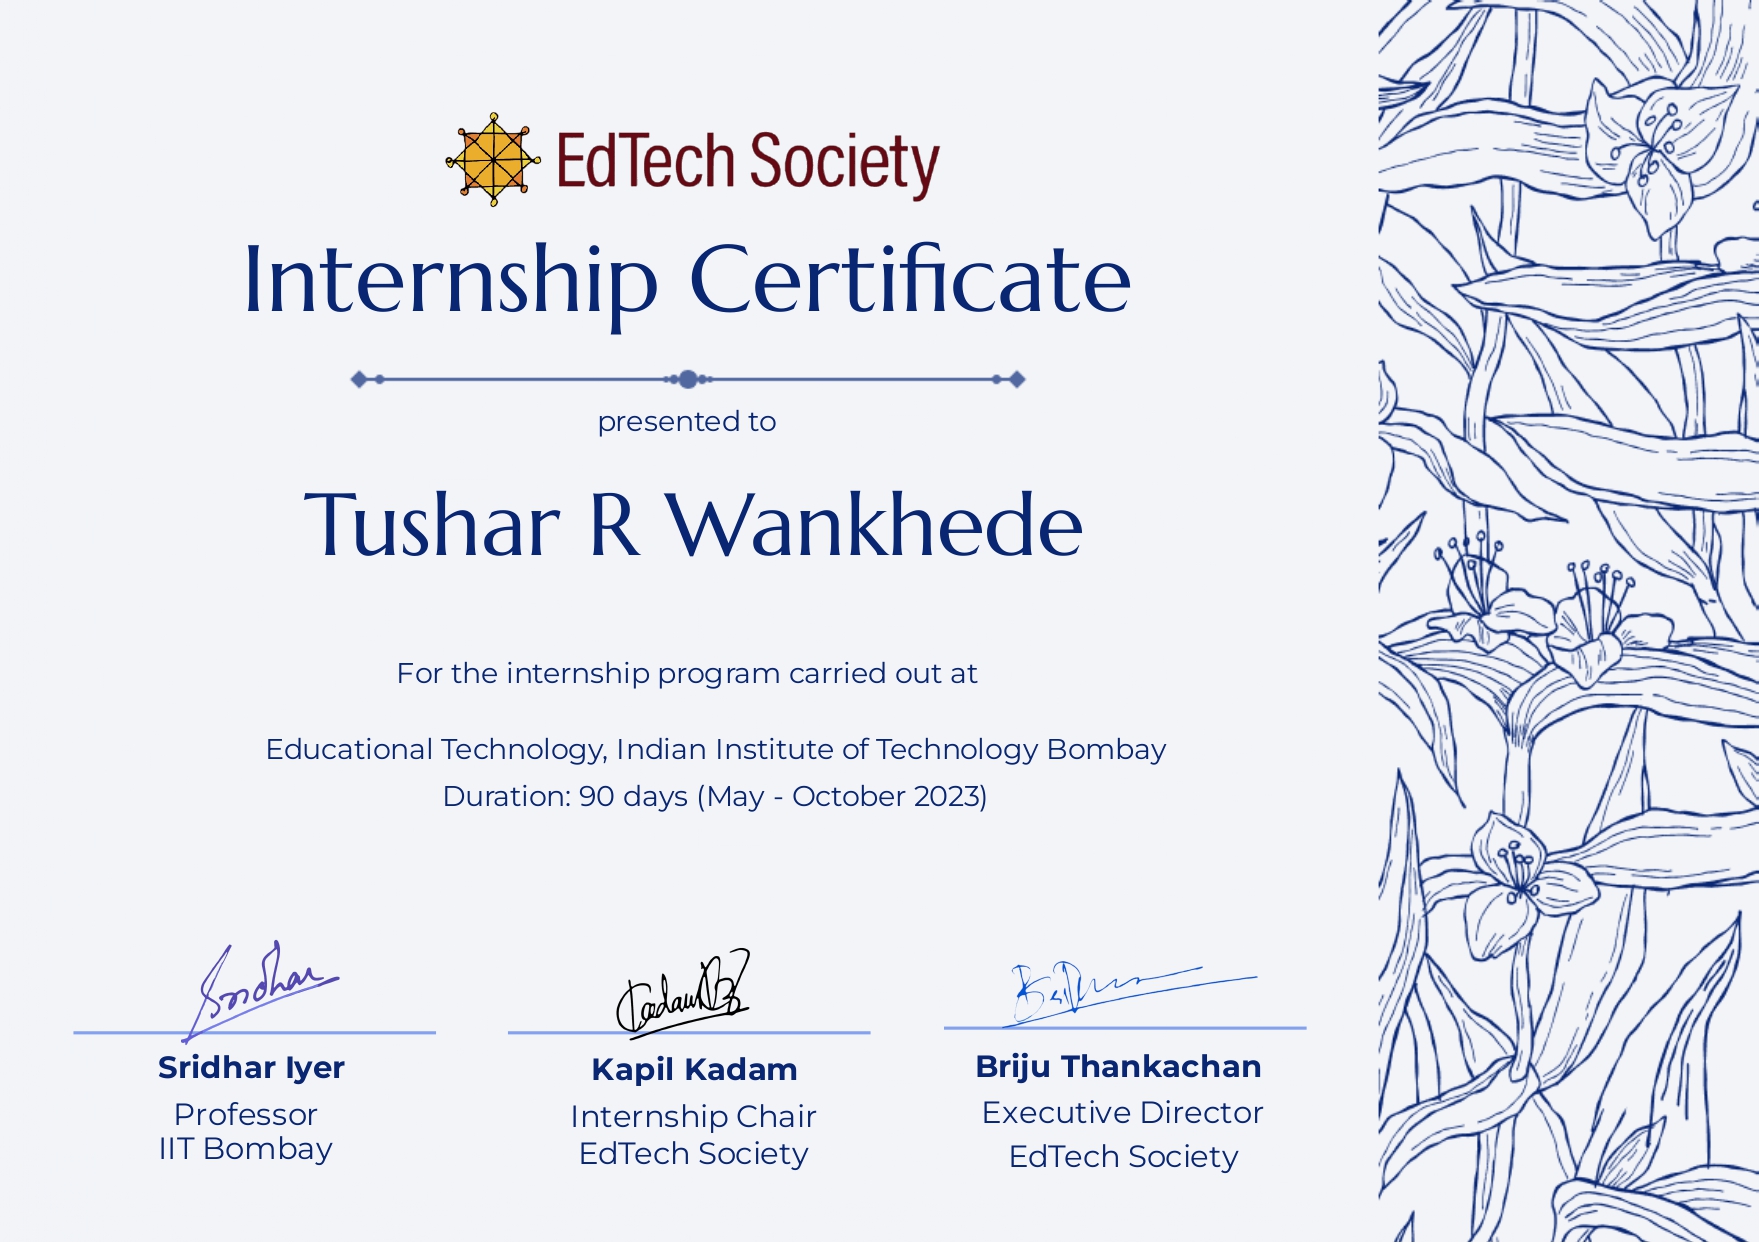 EdTech Society
Internship Certificate
presented to
Tushar R Wankhede
For the internship program carried out at
Educational Technology, Indian Institute of Technology Bombay
Duration: 90 days (May - October 2023)
Sridhar
Sridhar Iyer
Professor
IIT Bombay
Kapil Kadam
Internship Chair
EdTech Society
Briju Thankachan
Executive Director
EdTech Society